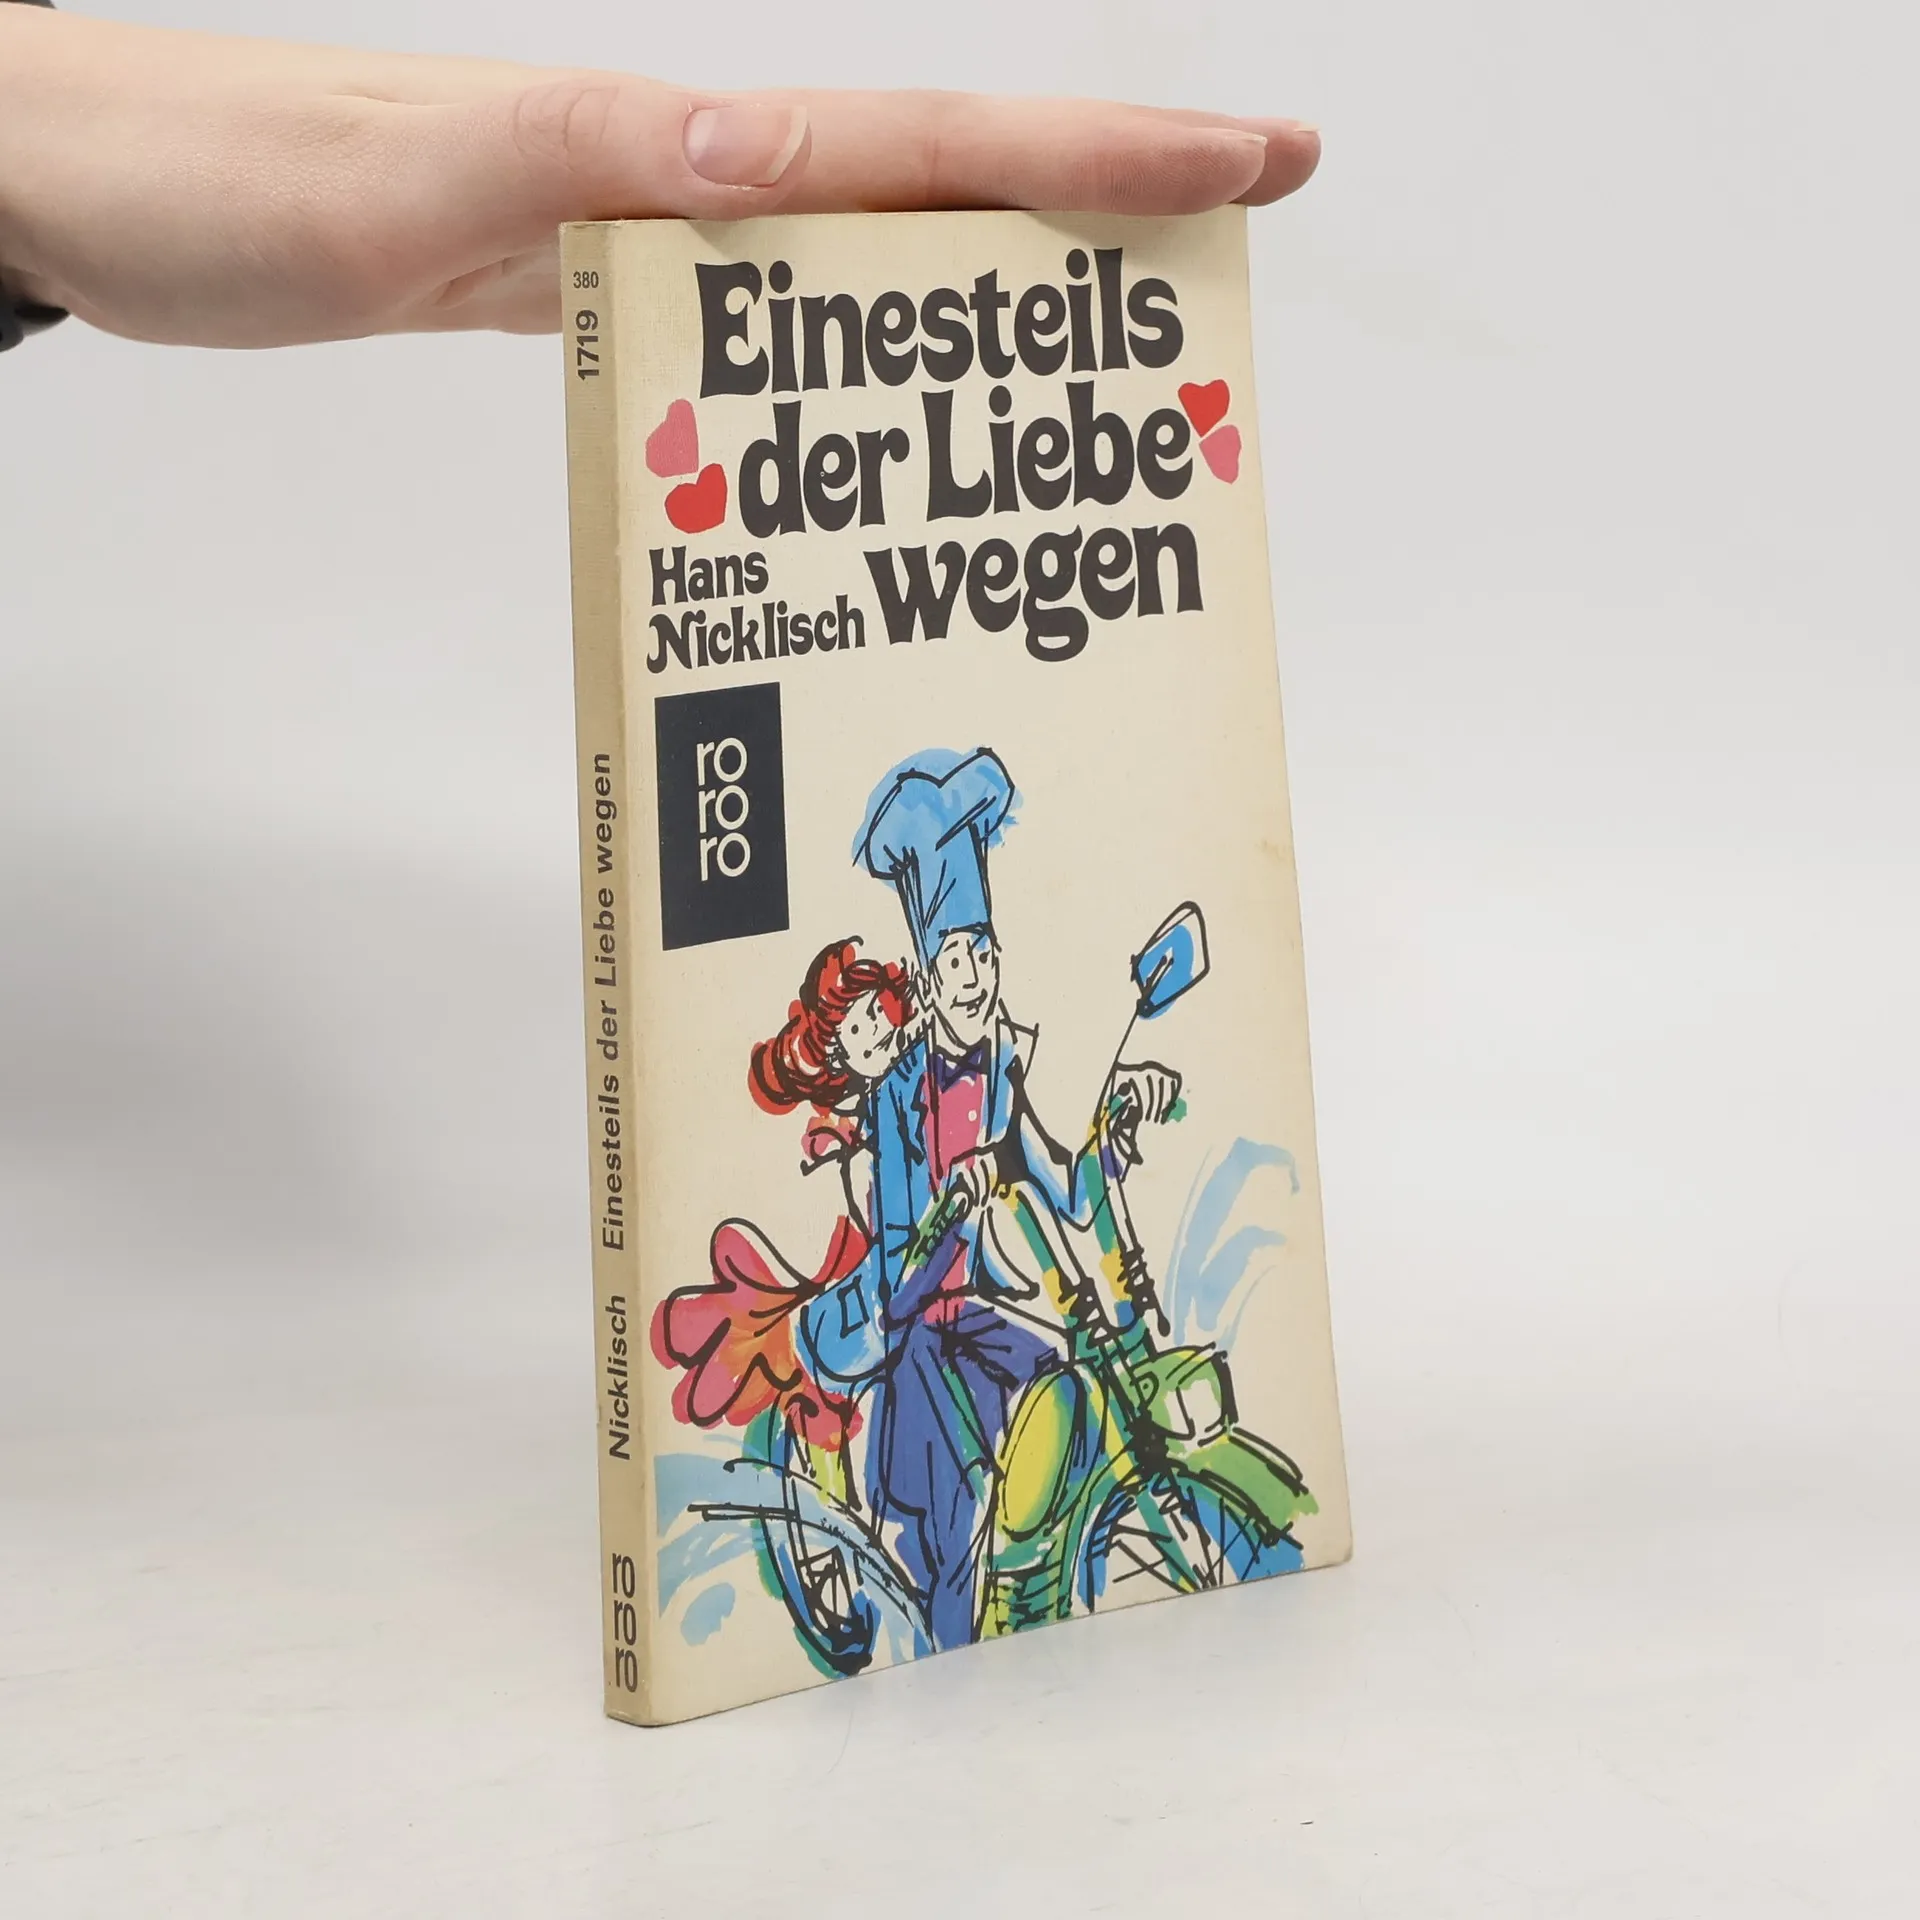 Einesteils
der Liebe
wegen
Hans
Nicklisch
ro
ro
ro
380
1719
Nicklisch Einesteils der Liebe wegen
ro
ro
ro